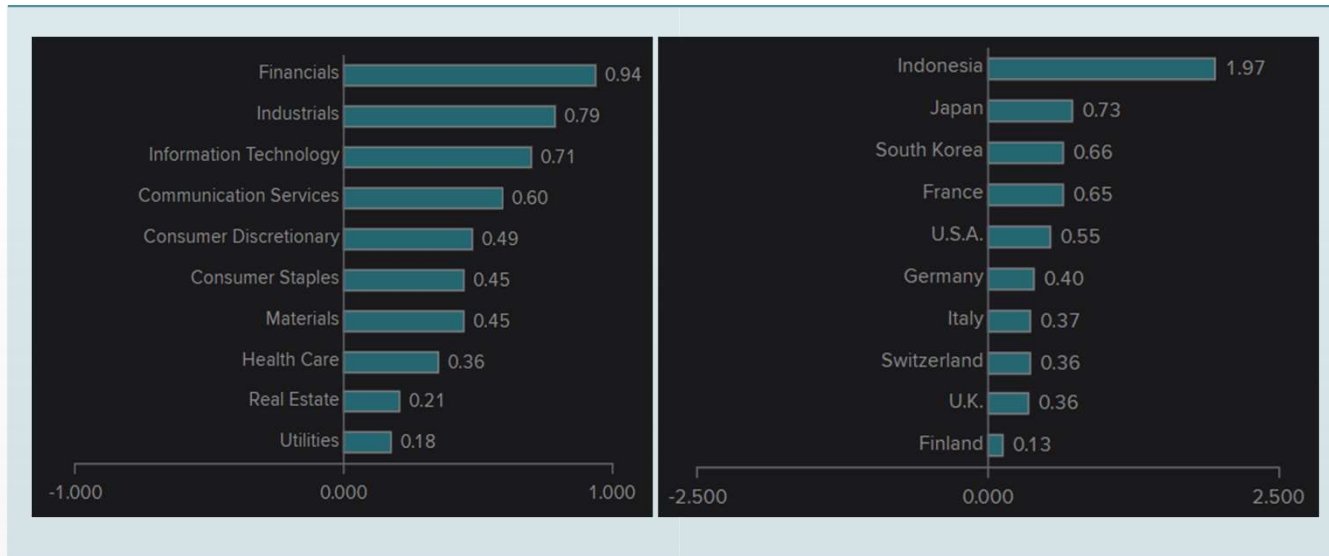 Financials 0.94
Industrials 0.79
Information Technology 0.71
Communication Services 0.60
Consumer Discretionary 0.49
Consumer Staples 0.45
Materials 0.45
Health Care 0.36
Real Estate 0.21
Utilities 0.18
-1.000 0.000 1.000
Indonesia 1.97
Japan 0.73
South Korea 0.66
France 0.65
U.S.A. 0.55
Germany 0.40
Italy 0.37
Switzerland 0.36
U.K. 0.36
Finland 0.13
-2.500 0.000 2.500